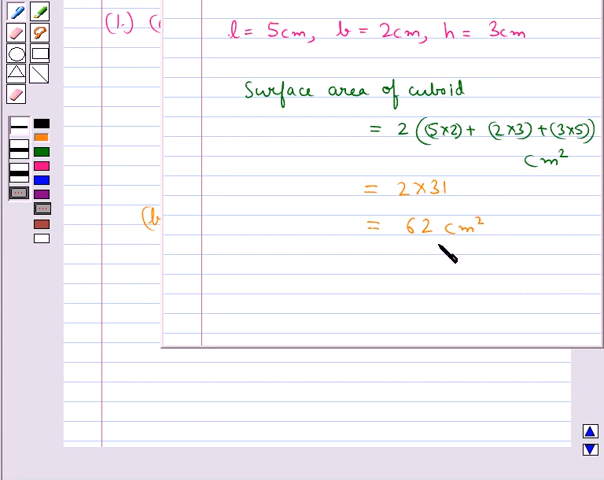 (1.)
l = 5cm, b = 2cm, h = 3cm
Surface area of cuboid
= 2 (5×2) + (2×3) + (3×5))
cm²
= 2×31
(b
= 62 cm²